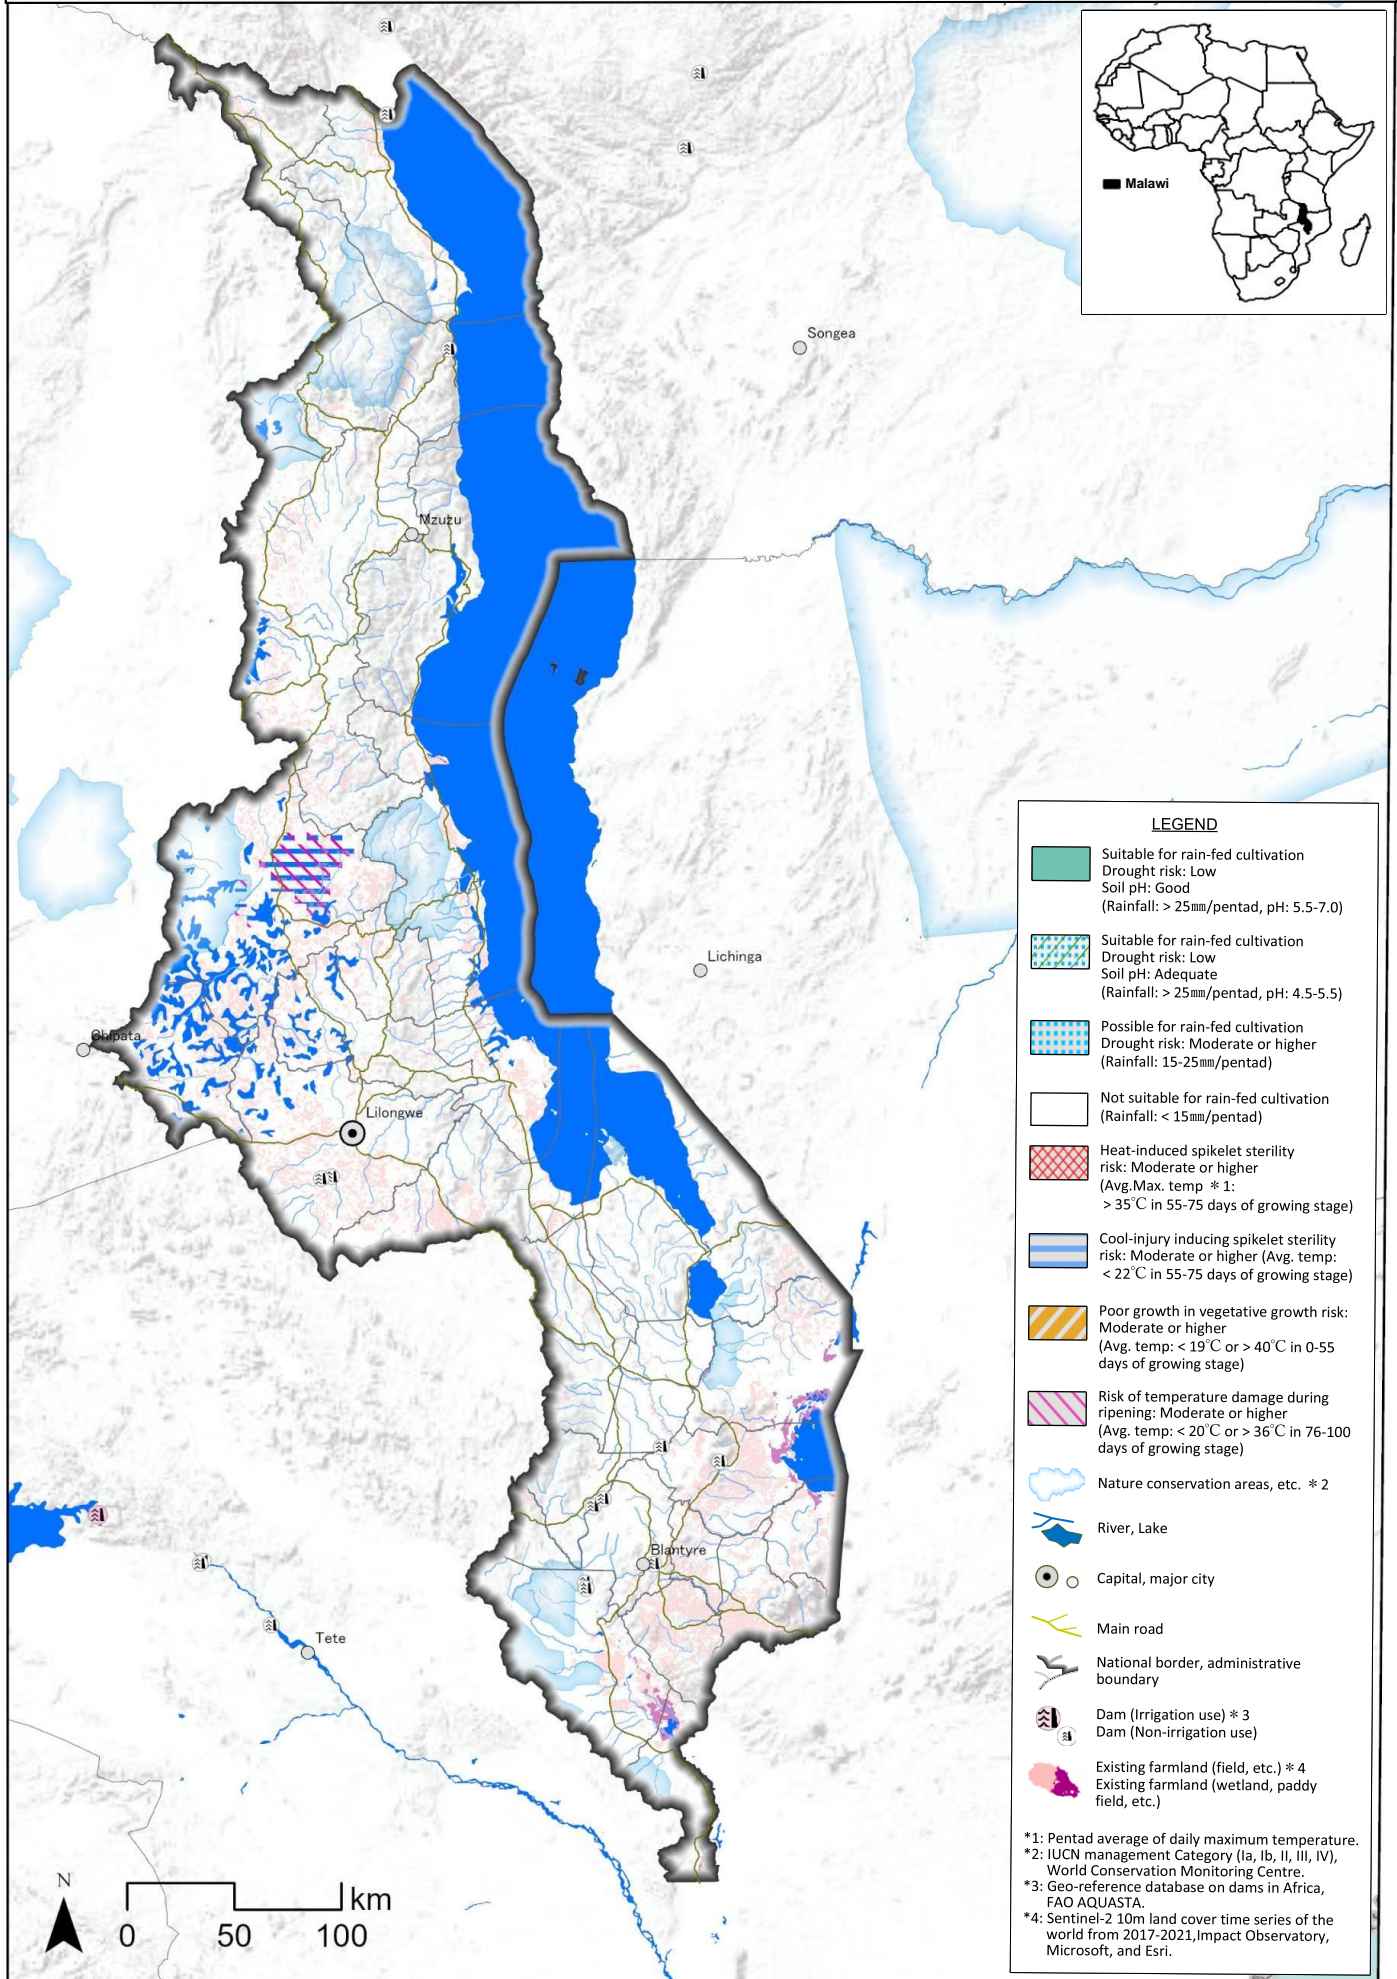 Malawi
Songea
Mzuzu
Lichinga
Chipata
Lilongwe
Blantyre
Tete
LEGEND
Suitable for rain-fed cultivation
Drought risk: Low
Soil pH: Good
(Rainfall: > 25㎜/pentad, pH: 5.5-7.0)
Suitable for rain-fed cultivation
Drought risk: Low
Soil pH: Adequate
(Rainfall: > 25㎜/pentad, pH: 4.5-5.5)
Possible for rain-fed cultivation
Drought risk: Moderate or higher
(Rainfall: 15-25㎜/pentad)
Not suitable for rain-fed cultivation
(Rainfall: < 15㎜/pentad)
Heat-induced spikelet sterility
risk: Moderate or higher
(Avg.Max. temp ＊1:
> 35℃ in 55-75 days of growing stage)
Cool-injury inducing spikelet sterility
risk: Moderate or higher (Avg. temp:
< 22℃ in 55-75 days of growing stage)
Poor growth in vegetative growth risk:
Moderate or higher
(Avg. temp: < 19℃ or > 40℃ in 0-55
days of growing stage)
Risk of temperature damage during
ripening: Moderate or higher
(Avg. temp: < 20℃ or > 36℃ in 76-100
days of growing stage)
Nature conservation areas, etc. ＊2
River, Lake
Capital, major city
Main road
National border, administrative
boundary
Dam (Irrigation use)＊3
Dam (Non-irrigation use)
Existing farmland (field, etc.)＊4
Existing farmland (wetland, paddy
field, etc.)
*1: Pentad average of daily maximum temperature.
*2: IUCN management Category (Ia, Ib, II, III, IV),
World Conservation Monitoring Centre.
*3: Geo-reference database on dams in Africa,
FAO AQUASTA.
*4: Sentinel-2 10m land cover time series of the
world from 2017-2021,Impact Observatory,
Microsoft, and Esri.
N
km
0 50 100